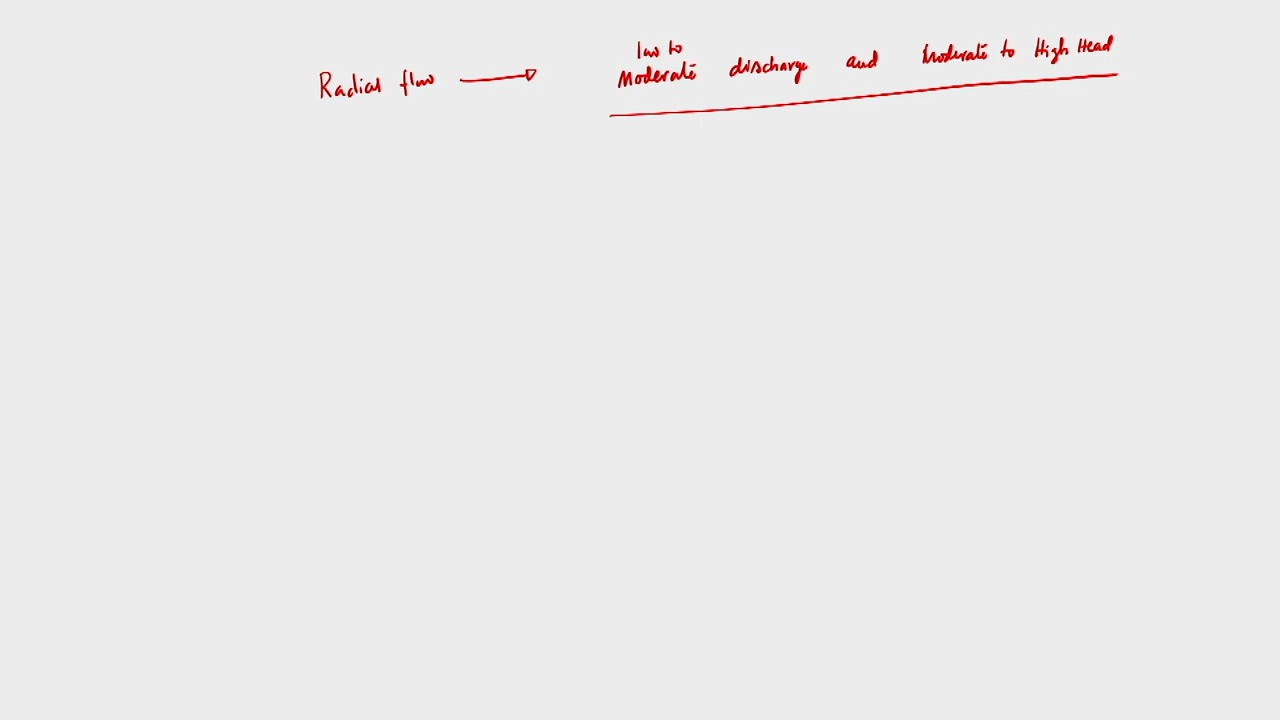 low to
Radial flow → Moderate discharge and Moderate to High Head